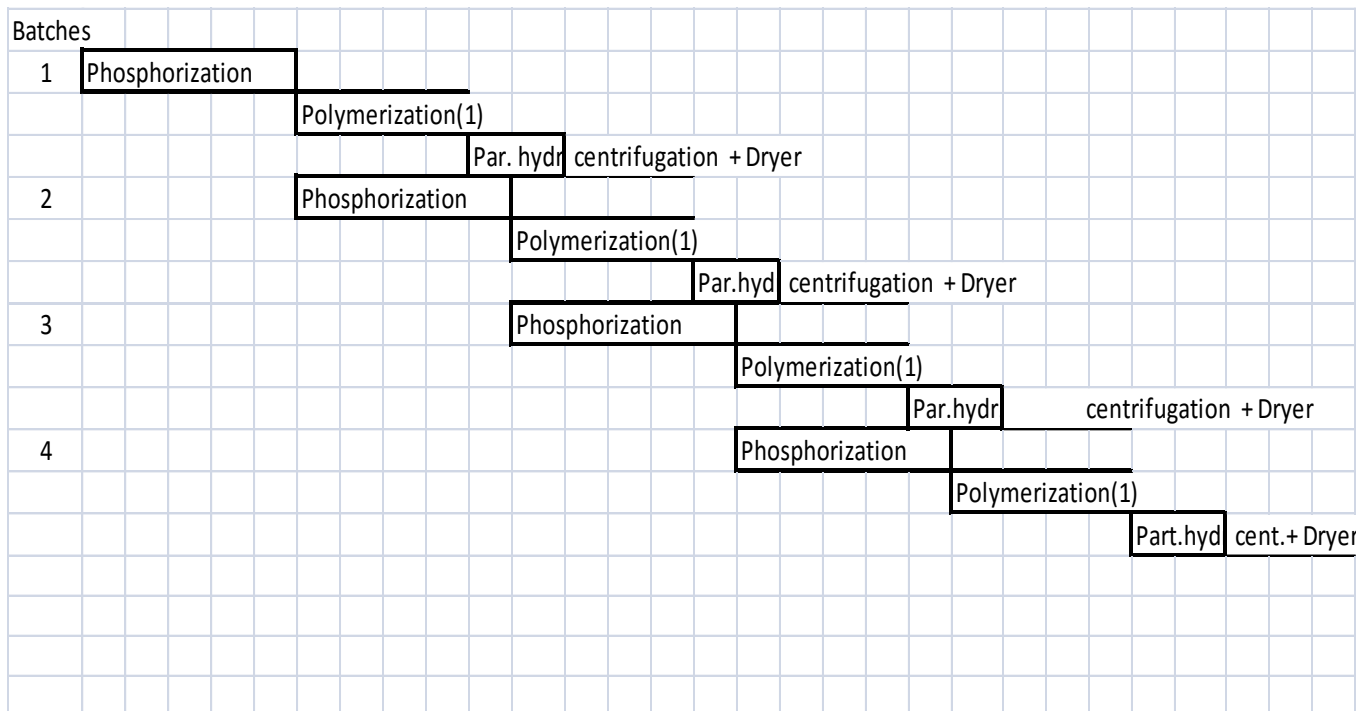 Batches
1 Phosphorization
Polymerization(1)
Par. hydr centrifugation + Dryer
2 Phosphorization
Polymerization(1)
Par.hyd centrifugation + Dryer
3 Phosphorization
Polymerization(1)
Par.hydr centrifugation + Dryer
4 Phosphorization
Polymerization(1)
Part.hyd cent.+ Dryer